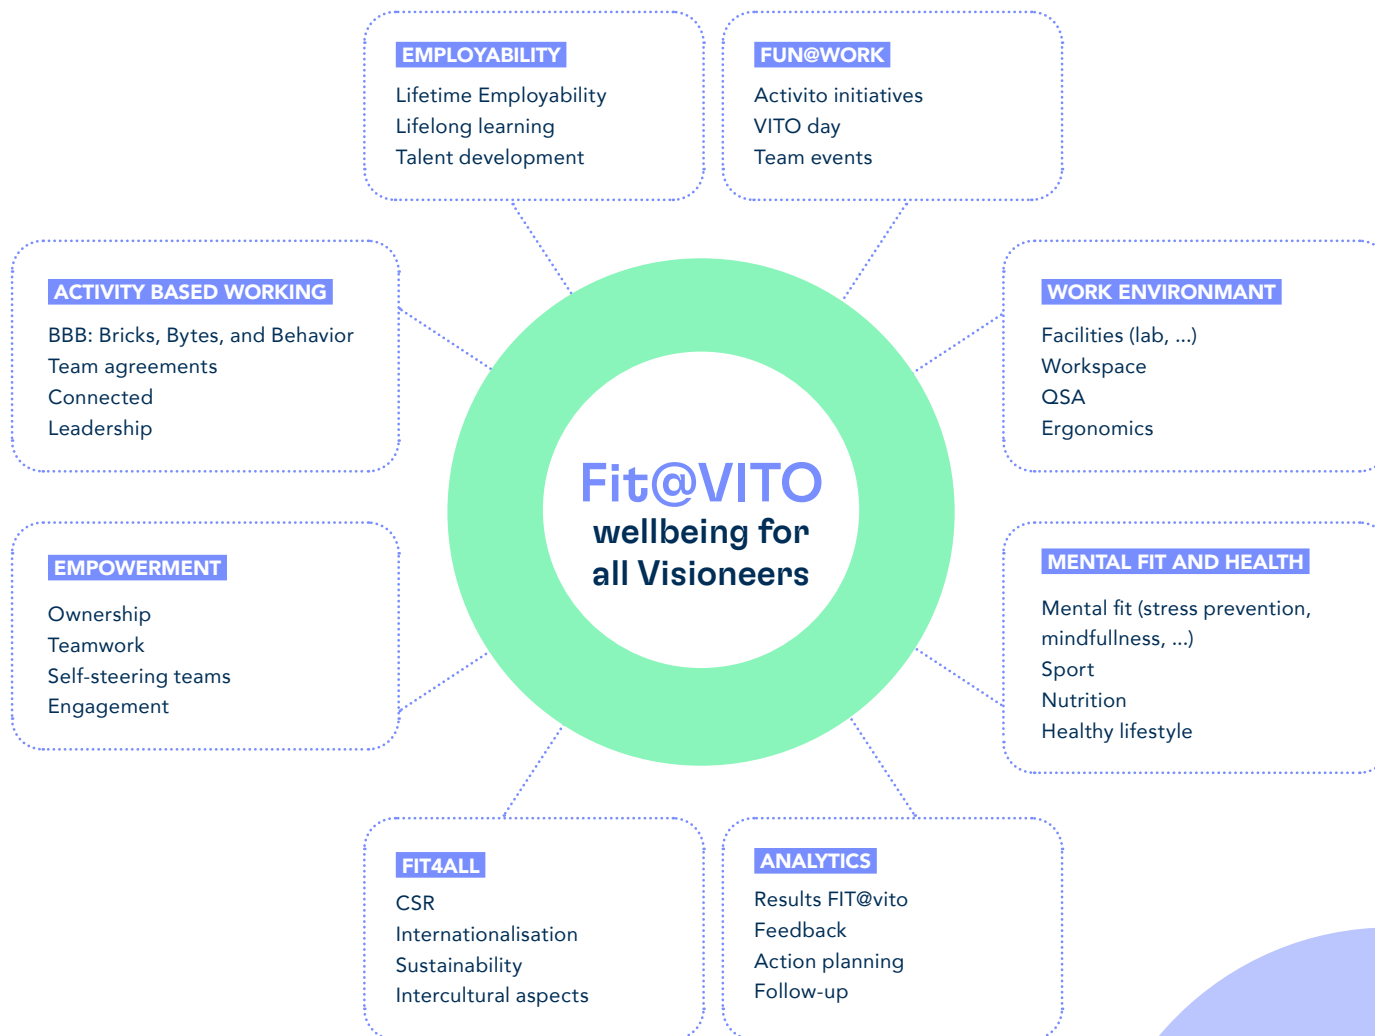 EMPLOYABILITY
Lifetime Employability
Lifelong learning
Talent development
FUN@WORK
Activito initiatives
VITO day
Team events
ACTIVITY BASED WORKING
BBB: Bricks, Bytes, and Behavior
Team agreements
Connected
Leadership
WORK ENVIRONMANT
Facilities (lab, ...)
Workspace
QSA
Ergonomics
Fit@VITO
wellbeing for
all Visioneers
EMPOWERMENT
Ownership
Teamwork
Self-steering teams
Engagement
MENTAL FIT AND HEALTH
Mental fit (stress prevention,
mindfullness, ...)
Sport
Nutrition
Healthy lifestyle
FIT4ALL
CSR
Internationalisation
Sustainability
Intercultural aspects
ANALYTICS
Results FIT@vito
Feedback
Action planning
Follow-up